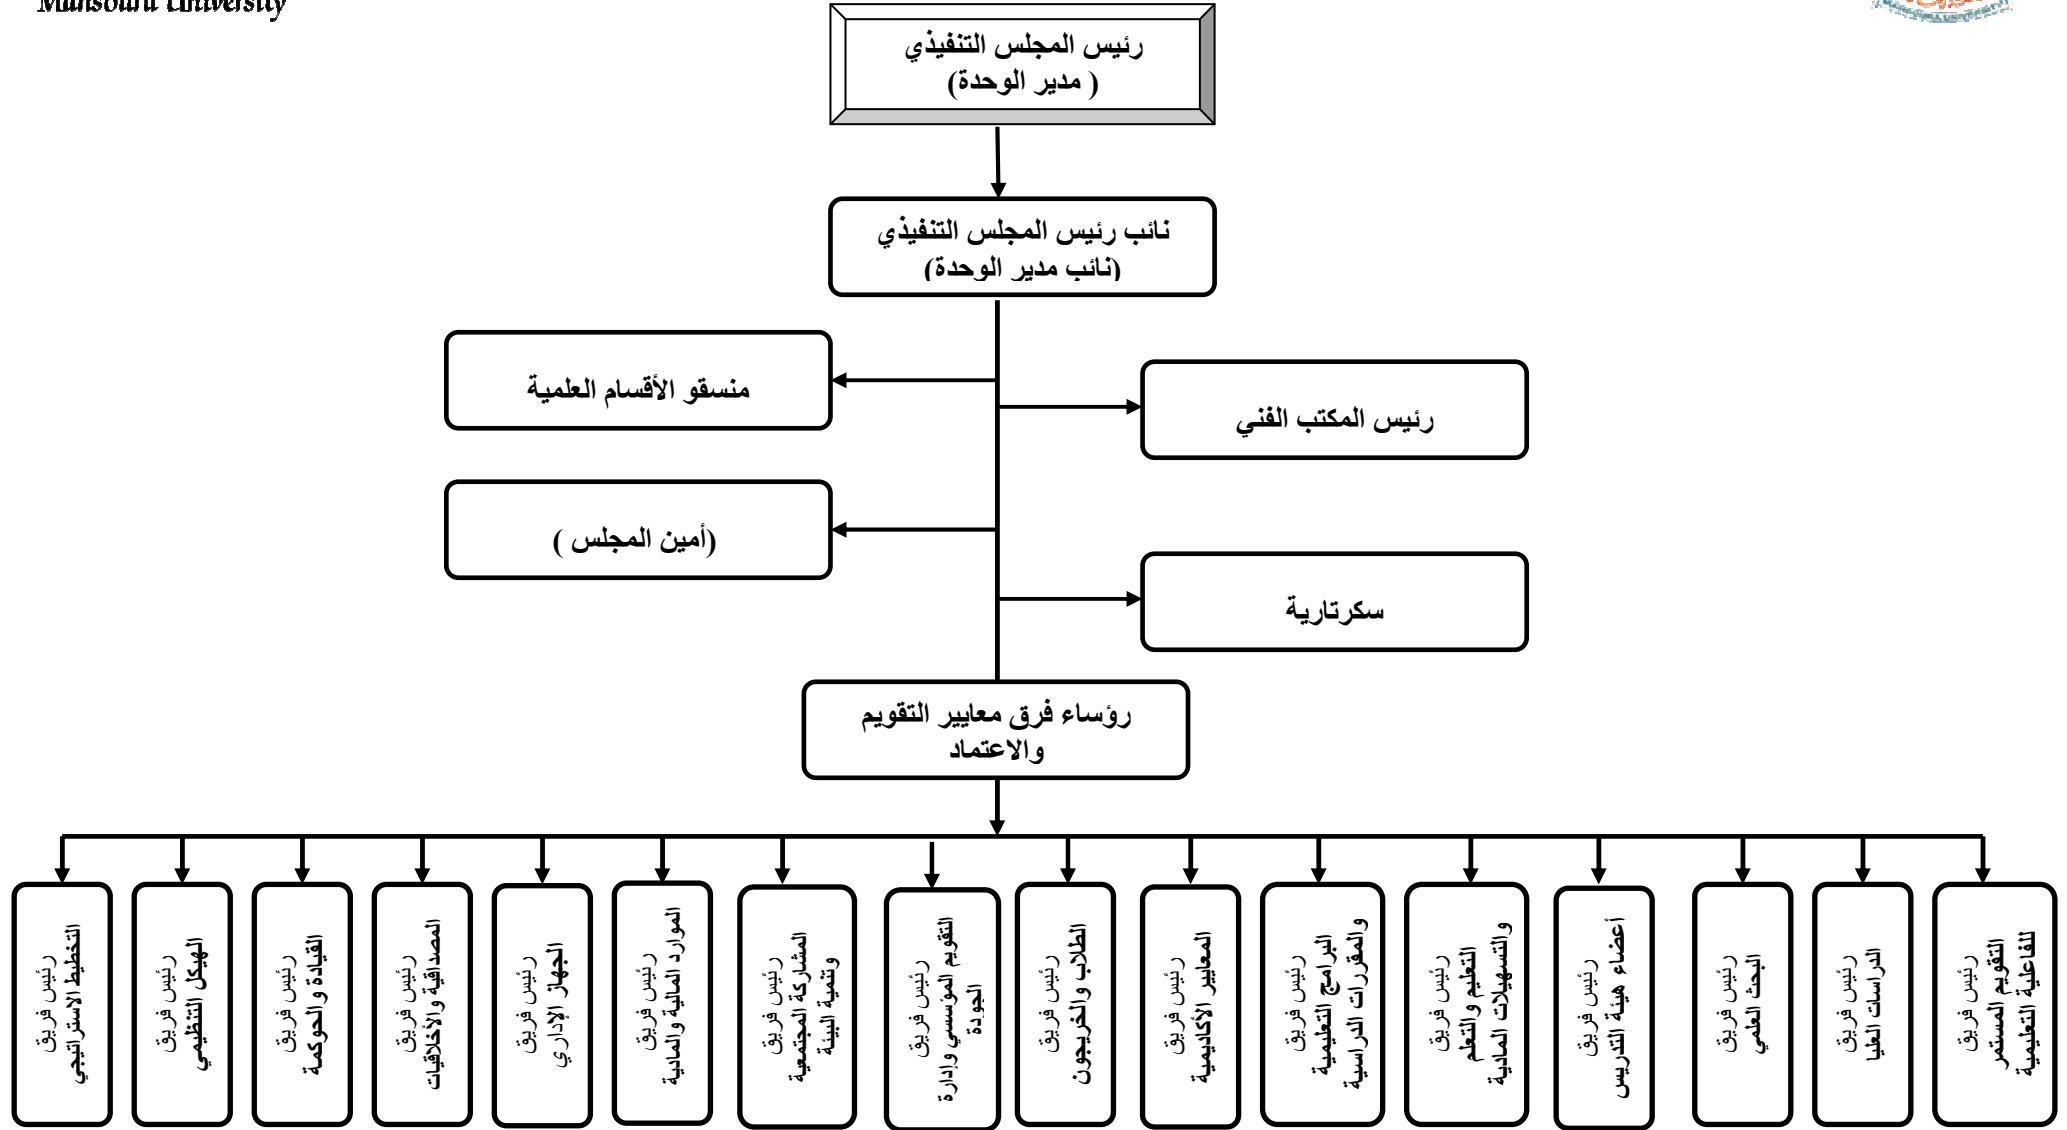 Mansoura University
رئيس المجلس التنفيذي
( مدير الوحدة)
نائب رئيس المجلس التنفيذي
(نائب مدير الوحدة)
منسقو الأقسام العلمية
رئيس المكتب الفني
(أمين المجلس )
سكرتارية
رؤساء فرق معايير التقويم
والاعتماد
رئيس فريق
التقويم المستمر
للفاعلية التعليمية
رئيس فريق
الدراسات العليا
رئيس فريق
البحث العلمي
رئيس فريق
أعضاء هيئة التدريس
رئيس فريق
التعليم والتعلم
والتسهيلات المادية
رئيس فريق
البرامج التعليمية
والمقررات الدراسية
رئيس فريق
المعايير الأكاديمية
رئيس فريق
الطلاب والخريجون
رئيس فريق
التقويم المؤسسي وإدارة
الجودة
رئيس فريق
المشاركة المجتمعية
وتنمية البيئة
رئيس فريق
الموارد المالية والمادية
رئيس فريق
الجهاز الإداري
رئيس فريق
المصداقية والأخلاقيات
رئيس فريق
القيادة والحوكمة
رئيس فريق
الهيكل التنظيمي
رئيس فريق
التخطيط الاستراتيجي